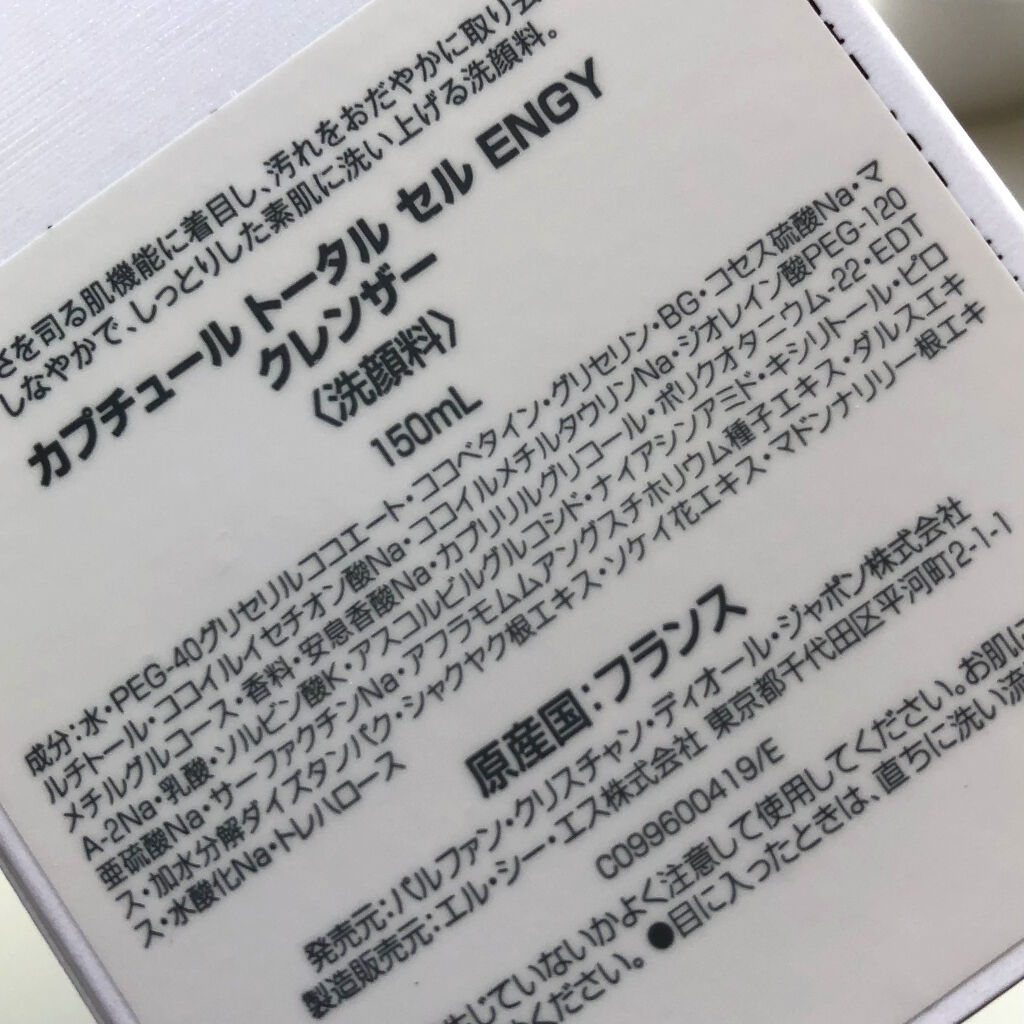 さを司る肌機能に着目し、汚れをおだやかに取り
しなやかで、しっとりした素肌に洗い上げる洗顔料。
カプチュール トータル セル ENGY
クレンザー
〈洗顔料〉
150mL
成分:水・PEG-40グリセリルココエート・ココベタイン・グリセリン・BG・コセス硫酸Na・マ
ルチトール・ココイルイセチオン酸Na・ココイルメチルタウリンNa・ジオレイン酸PEG-120
メチルグルコース・香料・安息香酸Na・カプリリルグリコール・ポリクオタニウム-22・EDT
A-2Na・乳酸・ソルビン酸K・アスコルビルグルコシド・ナイアシンアミド・キシリトール・ピロ
亜硫酸Na・サーファクチンNa・アフラモムムアングスチホリウム種子エキス・ダルスエキ
ス・加水分解ダイズタンパク・シャクヤク根エキス・ソケイ花エキス・マドンナリリー根エキ
ス・水酸化Na・トレハロース
原産国:フランス
発売元:パルファン・クリスチャン・ディオール・ジャポン株式会社
製造販売元:エル・シー・エス株式会社 東京都千代田区平河町2-1-1
C099600419/E
生じていないかよく注意して使用してください。お肌に
ください。●目に入ったときは、直ちに洗い流